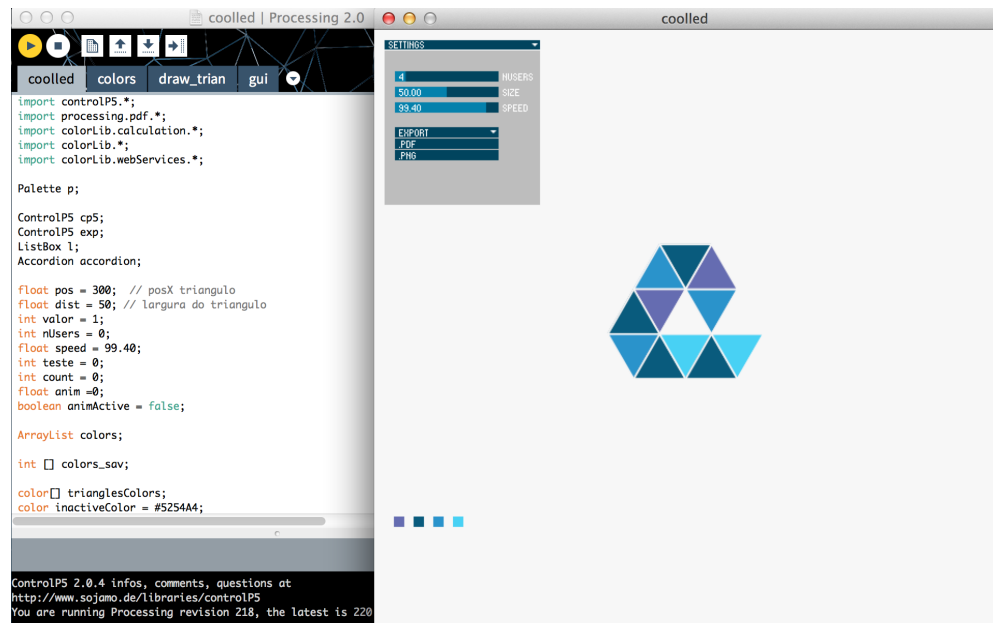 coolled | Processing 2.0
coolled
colors
draw_trian
gui
import controlP5.*;
import processing.pdf.*;
import colorLib.calculation.*;
import colorLib.*;
import colorLib.webServices.*;
Palette p;
ControlP5 cp5;
ControlP5 exp;
ListBox l;
Accordion accordion;
float pos = 300;  // posX triangulo
float dist = 50; // largura do triangulo
int valor = 1;
int nUsers = 0;
float speed = 99.40;
int teste = 0;
int count = 0;
float anim =0;
boolean animActive = false;
ArrayList colors;
int [] colors_sav;
color[] trianglesColors;
color inactiveColor = #5254A4;
ControlP5 2.0.4 infos, comments, questions at
http://www.sojamo.de/libraries/controlP5
You are running Processing revision 218, the latest is 220
coolled
SETTINGS
4 NUSERS
50.00 SIZE
99.40 SPEED
EXPORT
.PDF
.PNG